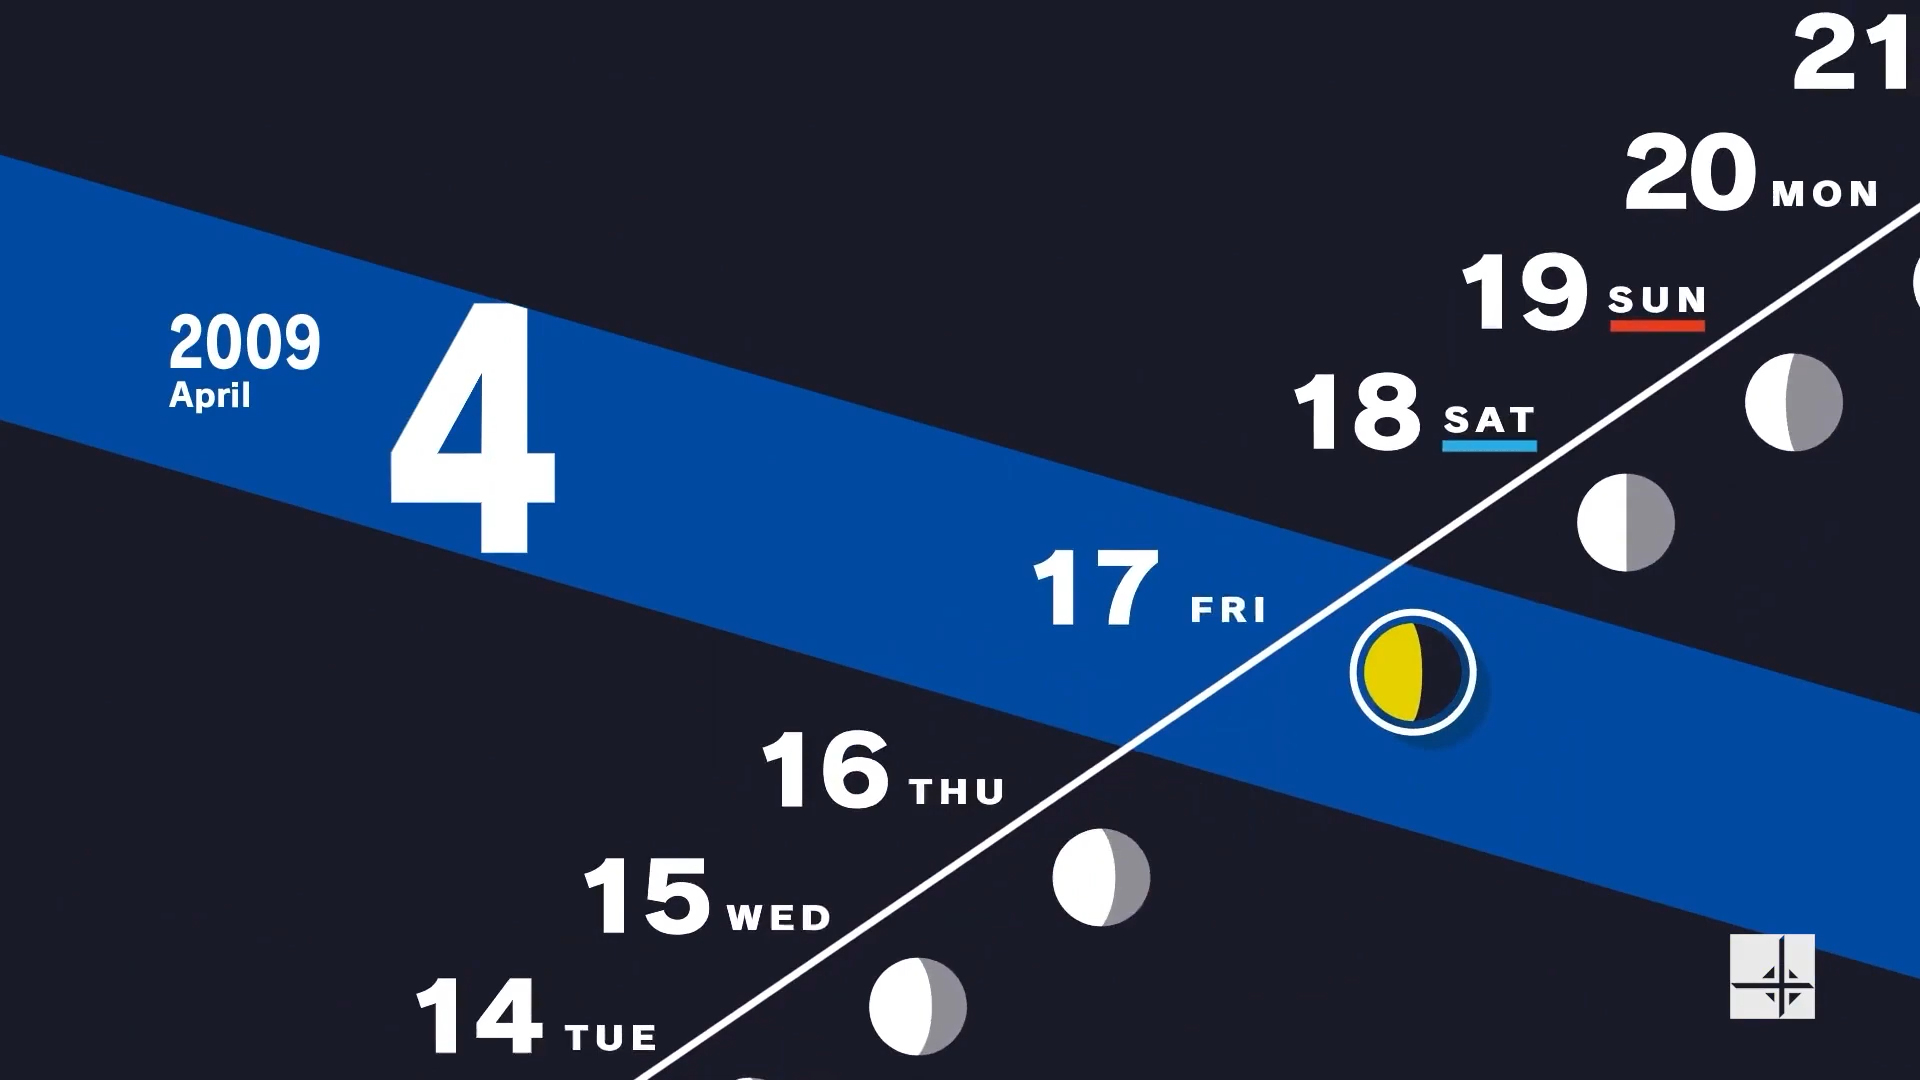 2009
April
4
21
20 MON
19 SUN
18 SAT
17 FRI
16 THU
15 WED
14 TUE